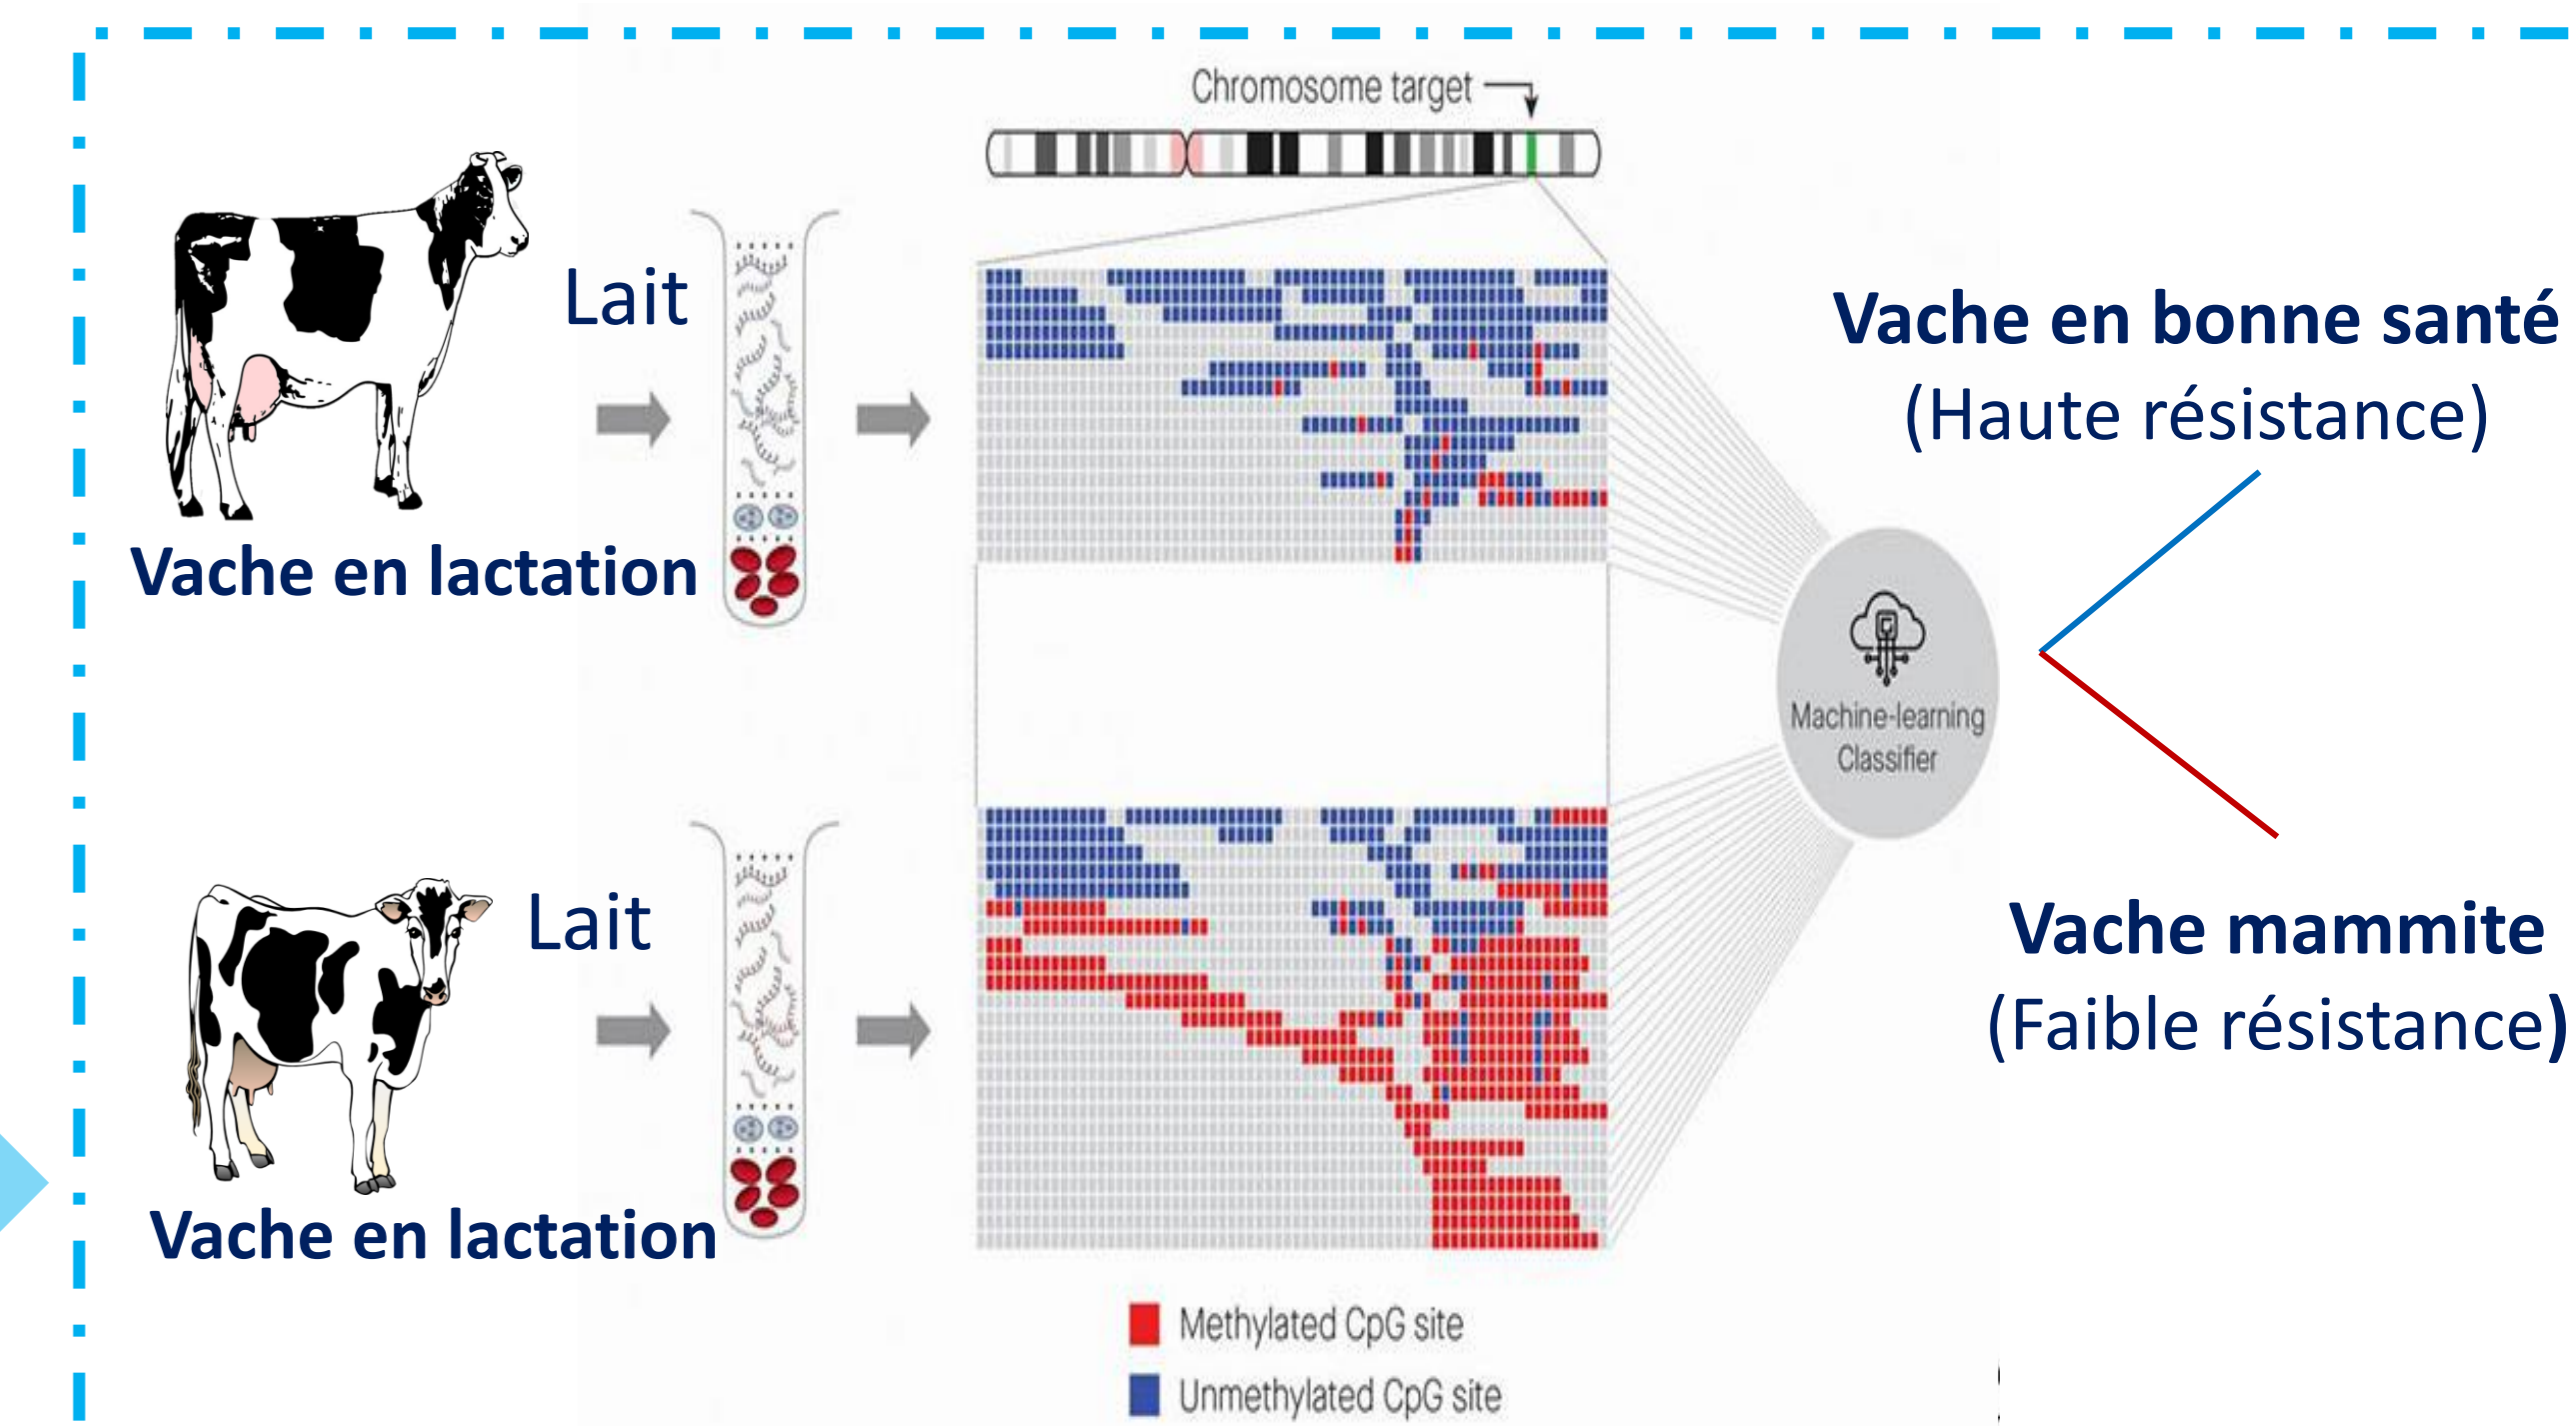 Chromosome target
Lait
Vache en lactation
Vache en bonne santé
(Haute résistance)
Machine-learning
Classifier
Lait
Vache en lactation
Vache mammite
(Faible résistance)
Methylated CpG site
Unmethylated CpG site